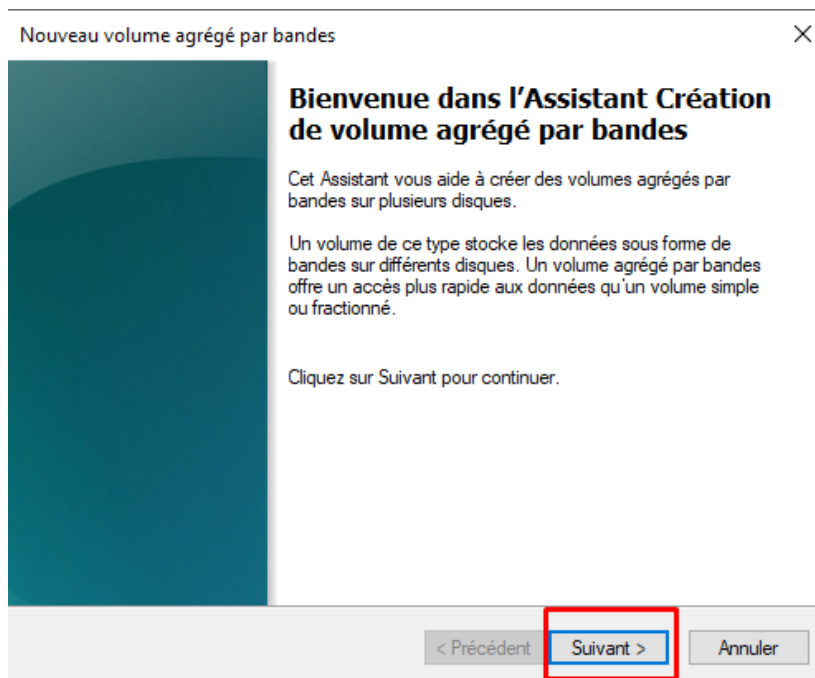 Nouveau volume agrégé par bandes
Bienvenue dans l'Assistant Création
de volume agrégé par bandes
Cet Assistant vous aide à créer des volumes agrégés par
bandes sur plusieurs disques.
Un volume de ce type stocke les données sous forme de
bandes sur différents disques. Un volume agrégé par bandes
offre un accès plus rapide aux données qu'un volume simple
ou fractionné.
Cliquez sur Suivant pour continuer.
< Précédent Suivant > Annuler